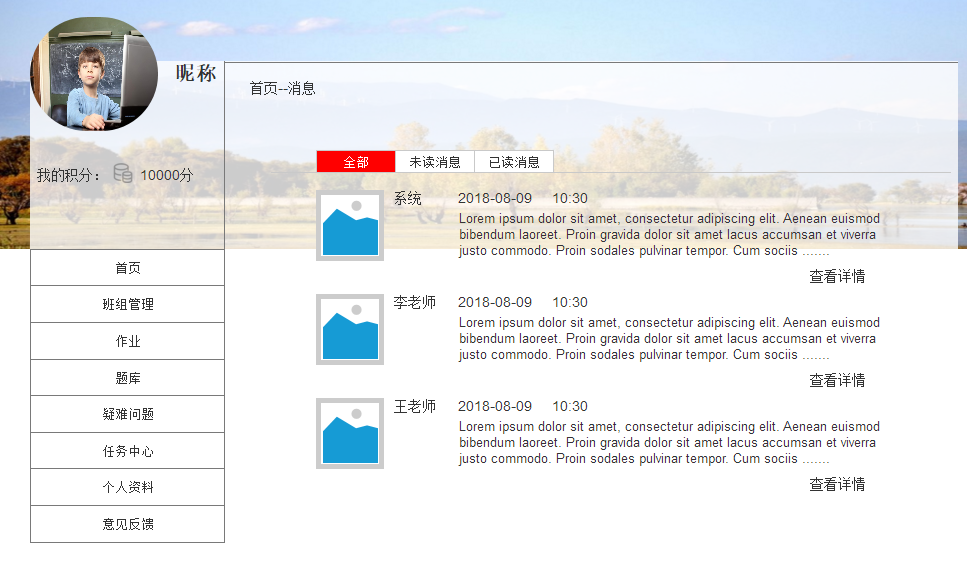 昵称
首页--消息
我的积分： 10000分
全部 未读消息 已读消息
系统 2018-08-09 10:30
Lorem ipsum dolor sit amet, consectetur adipiscing elit. Aenean euismod
bibendum laoreet. Proin gravida dolor sit amet lacus accumsan et viverra
justo commodo. Proin sodales pulvinar tempor. Cum sociis .......
查看详情
李老师 2018-08-09 10:30
Lorem ipsum dolor sit amet, consectetur adipiscing elit. Aenean euismod
bibendum laoreet. Proin gravida dolor sit amet lacus accumsan et viverra
justo commodo. Proin sodales pulvinar tempor. Cum sociis .......
查看详情
王老师 2018-08-09 10:30
Lorem ipsum dolor sit amet, consectetur adipiscing elit. Aenean euismod
bibendum laoreet. Proin gravida dolor sit amet lacus accumsan et viverra
justo commodo. Proin sodales pulvinar tempor. Cum sociis .......
查看详情
首页
班组管理
作业
题库
疑难问题
任务中心
个人资料
意见反馈